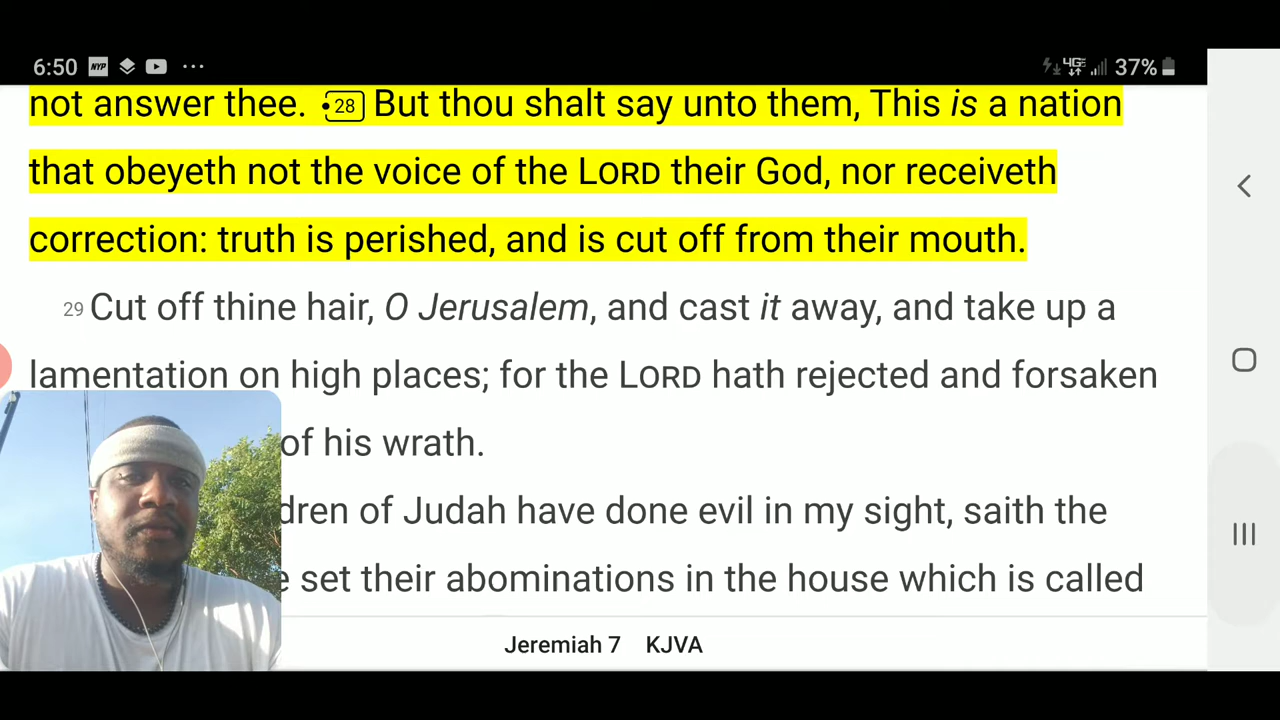 6:50 NYP ... 4GE 37%
not answer thee. •28 But thou shalt say unto them, This is a nation
that obeyeth not the voice of the LORD their God, nor receiveth
correction: truth is perished, and is cut off from their mouth.
29 Cut off thine hair, O Jerusalem, and cast it away, and take up a
lamentation on high places; for the LORD hath rejected and forsaken
of his wrath.
dren of Judah have done evil in my sight, saith the
e set their abominations in the house which is called
Jeremiah 7 KJVA